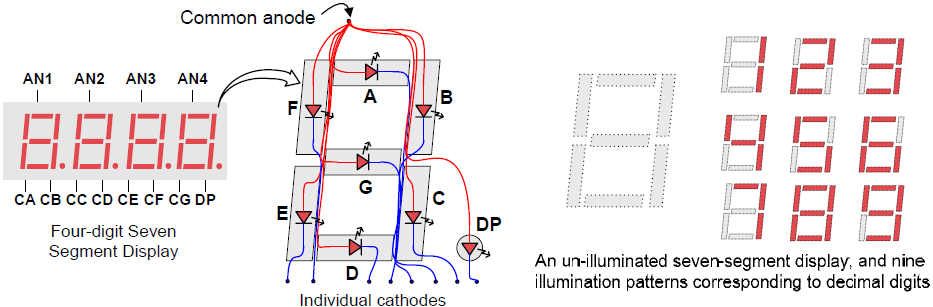 Common anode
AN1 AN2 AN3 AN4
CA CB CC CD CE CF CG DP
Four-digit Seven
Segment Display
A
F
B
G
E
C
DP
D
Individual cathodes
An un-illuminated seven-segment display, and nine
illumination patterns corresponding to decimal digits